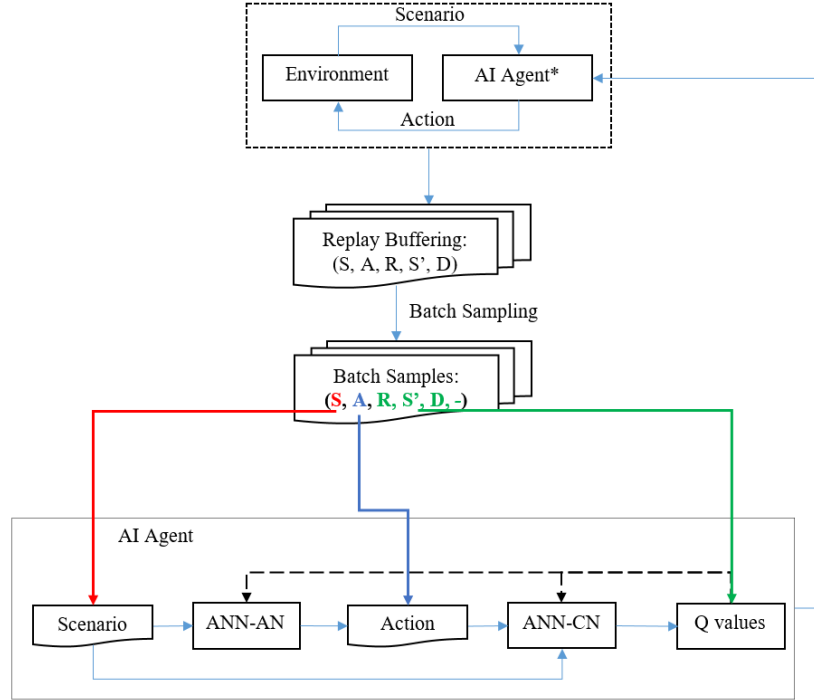 Scenario
Environment
AI Agent*
Action
Replay Buffering:
(S, A, R, S’, D)
Batch Sampling
Batch Samples:
(S, A, R, S’, D, -)
AI Agent
Scenario
ANN-AN
Action
ANN-CN
Q values